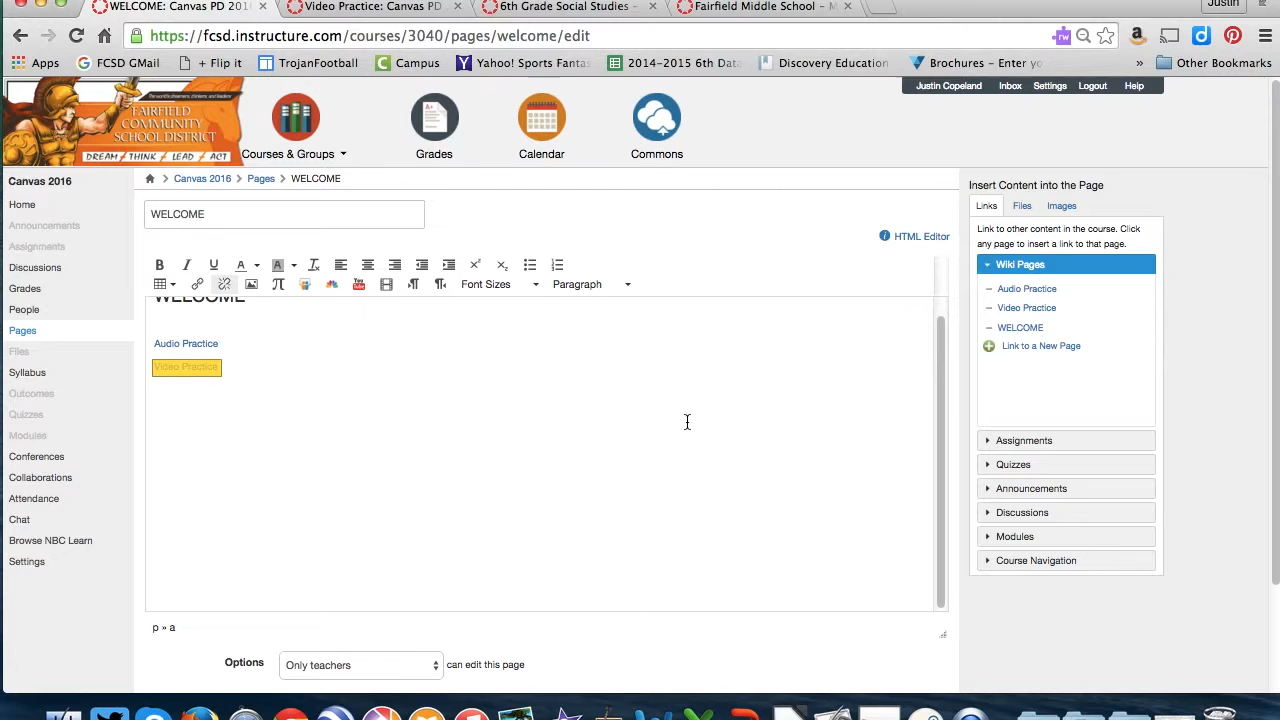 WELCOME: Canvas PD 2016
Video Practice: Canvas PD
6th Grade Social Studies -
Fairfield Middle School - M
Justin
https://fcsd.instructure.com/courses/3040/pages/welcome/edit
Apps
FCSD GMail
+ Flip it
TrojanFootball
Campus
Yahoo! Sports Fanta
2014-2015 6th Data
Discovery Education
Brochures - Enter yo
»
Other Bookmarks
FAIRFIELD
COMMUNITY
SCHOOL DISTRICT
DREAM THINK LEAD ACT
Courses & Groups
Grades
Calendar
Commons
Justin Copeland
Inbox
Settings
Logout
Help
Canvas 2016
Home
Announcements
Assignments
Discussions
Grades
People
Pages
Files
Syllabus
Outcomes
Quizzes
Modules
Conferences
Collaborations
Attendance
Chat
Browse NBC Learn
Settings
Canvas 2016
Pages
WELCOME
WELCOME
HTML Editor
Font Sizes
Paragraph
WELCOME
Audio Practice
Video Practice
p » a
Options
Only teachers
can edit this page
Insert Content into the Page
Links
Files
Images
Link to other content in the course. Click
any page to insert a link to that page.
Wiki Pages
Audio Practice
Video Practice
WELCOME
Link to a New Page
Assignments
Quizzes
Announcements
Discussions
Modules
Course Navigation